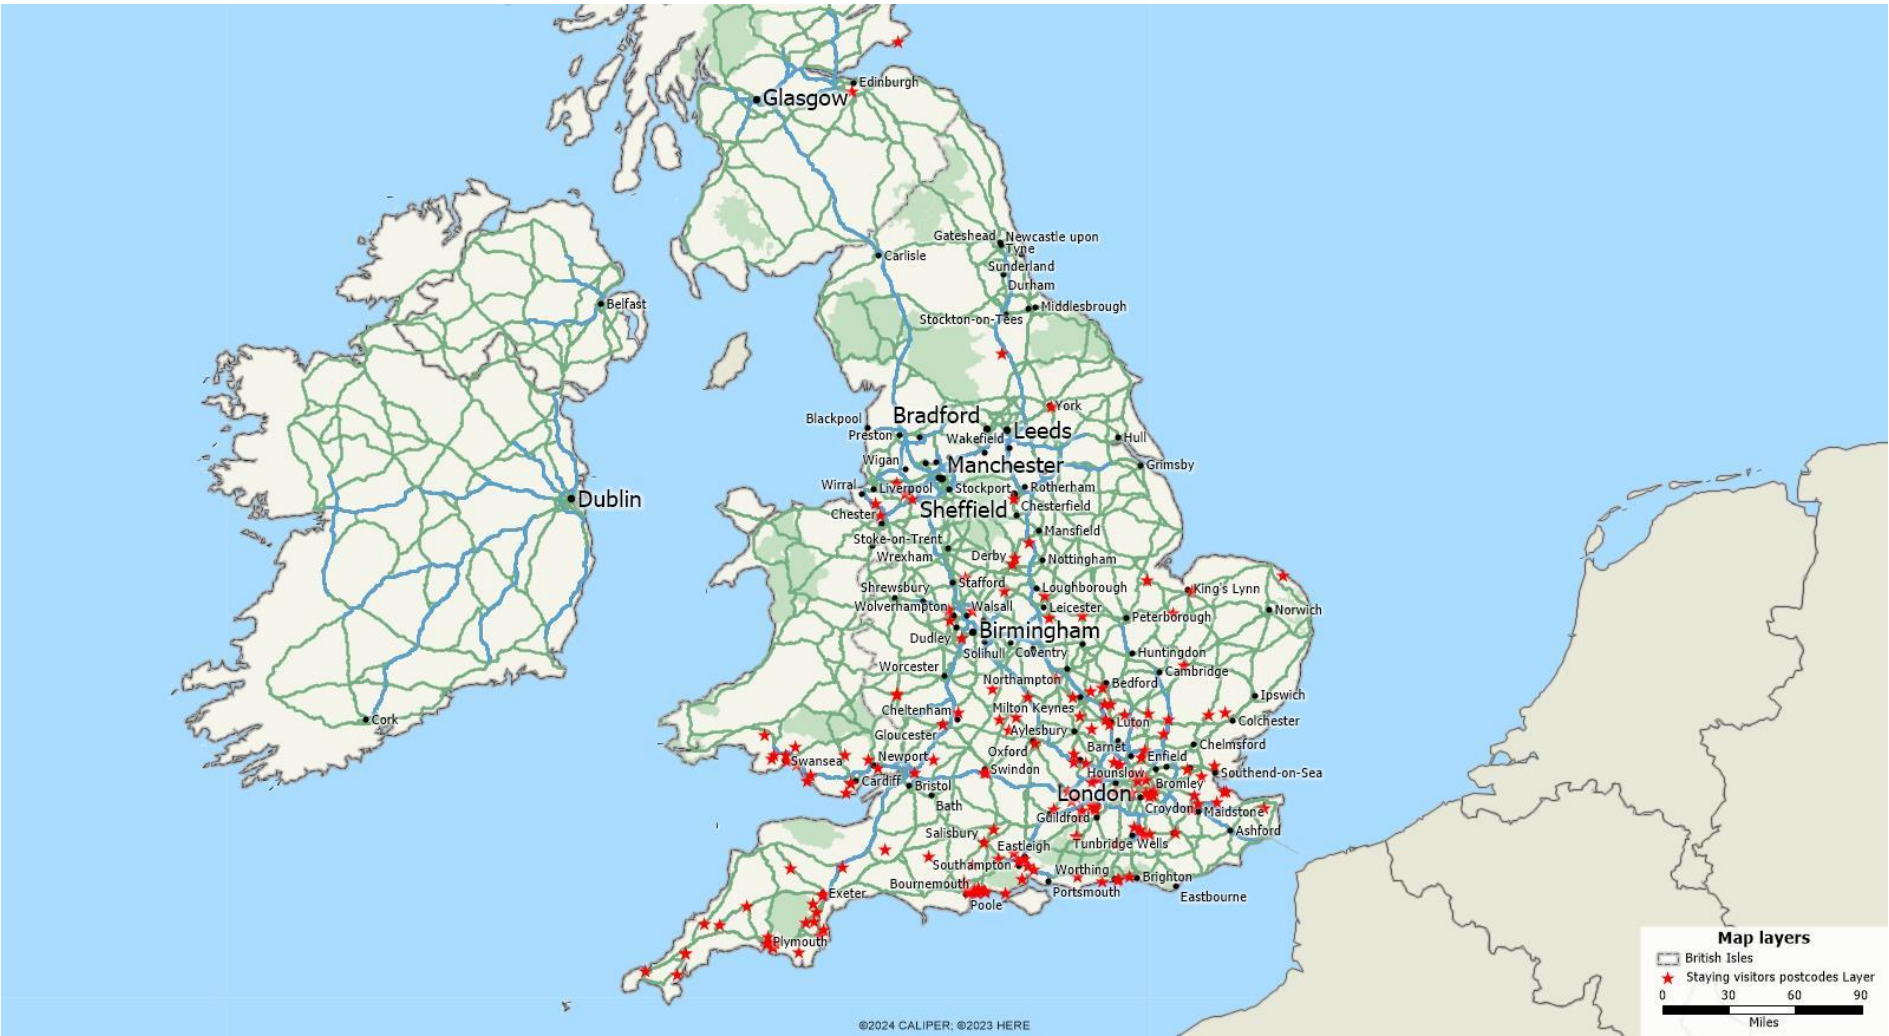 Edinburgh
Glasgow
Gateshead
Newcastle upon
Tyne
Carlisle
Sunderland
Durham
Belfast
Middlesbrough
Stockton-on-Tees
York
Blackpool
Bradford
Preston
Wakefield
Leeds
Hull
Wigan
Manchester
Grimsby
Wirral
Liverpool
Stockport
Rotherham
Dublin
Chester
Sheffield
Chesterfield
Mansfield
Stoke-on-Trent
Wrexham
Derby
Nottingham
Shrewsbury
Stafford
Loughborough
King's Lynn
Wolverhampton
Walsall
Leicester
Norwich
Peterborough
Dudley
Birmingham
Solihull
Coventry
Huntingdon
Worcester
Cambridge
Northampton
Bedford
Ipswich
Cheltenham
Milton Keynes
Cork
Luton
Colchester
Gloucester
Aylesbury
Oxford
Barnet
Chelmsford
Swansea
Newport
Enfield
Swindon
Hounslow
Southend-on-Sea
Cardiff
Bristol
London
Bromley
Bath
Croydon
Maidstone
Guildford
Salisbury
Ashford
Eastleigh
Tunbridge Wells
Southampton
Worthing
Bournemouth
Brighton
Exeter
Portsmouth
Eastbourne
Poole
Plymouth
Map layers
British Isles
Staying visitors postcodes Layer
0 30 60 90
Miles
©2024 CALIPER; ©2023 HERE